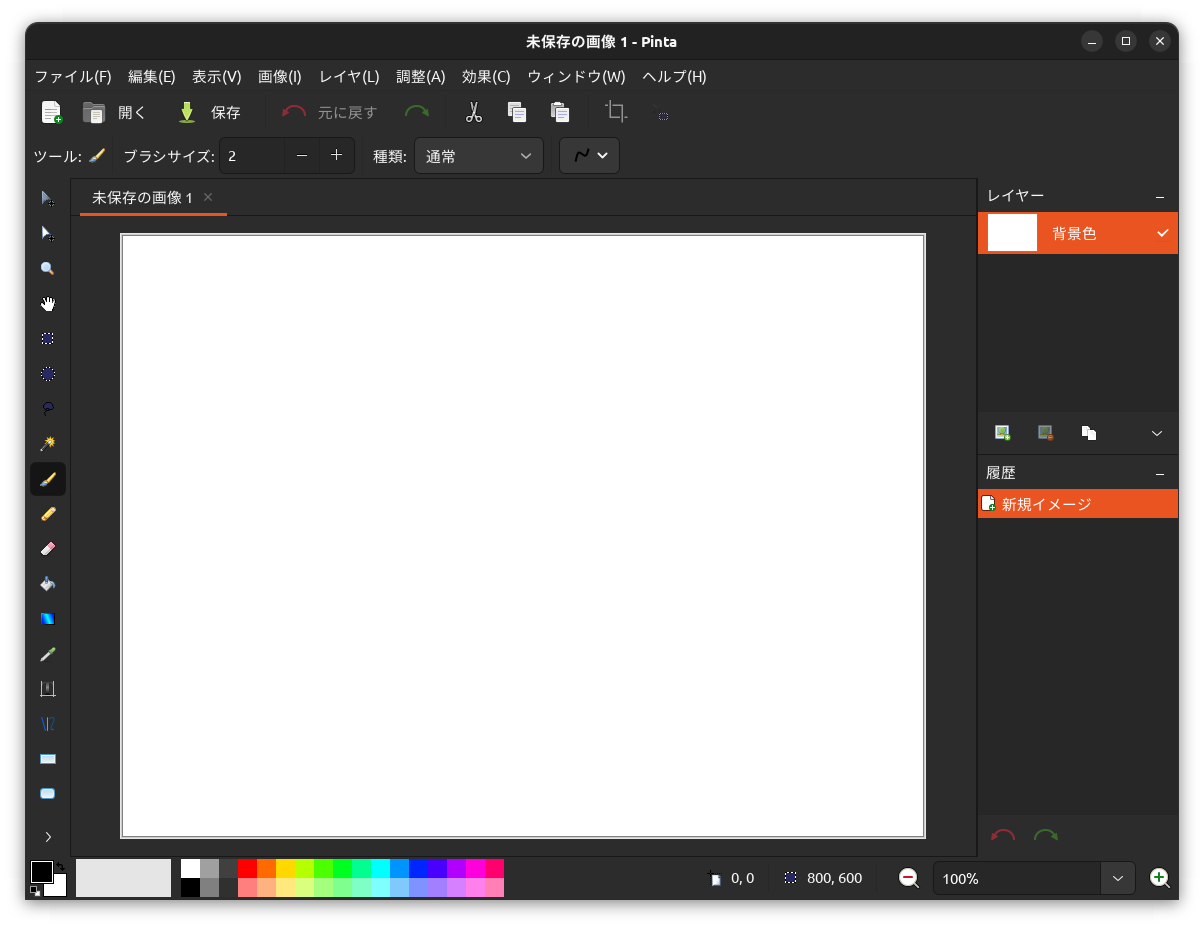 未保存の画像 1 - Pinta
ファイル(F) 編集(E) 表示(V) 画像(I) レイヤ(L) 調整(A) 効果(C) ウィンドウ(W) ヘルプ(H)
開く 保存 元に戻す
ツール: ブラシサイズ: 2 種類: 通常
未保存の画像 1
レイヤー
背景色
履歴
新規イメージ
0, 0 800, 600 100%